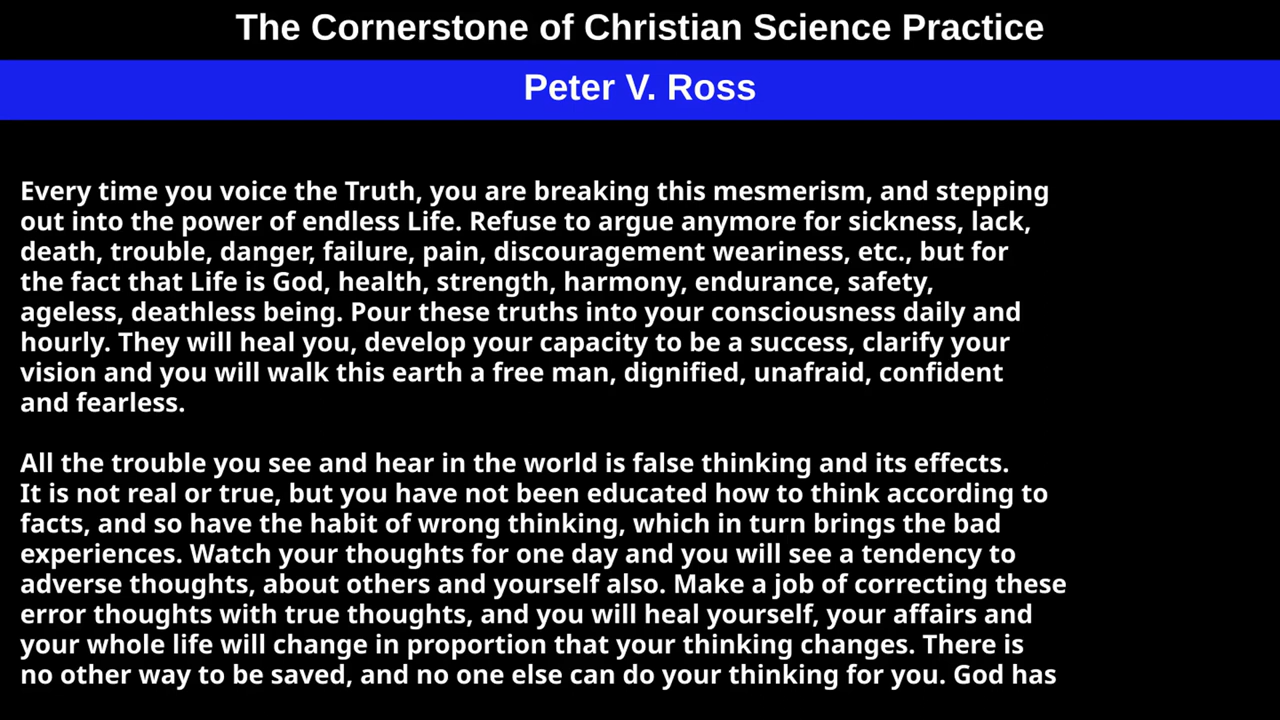 The Cornerstone of Christian Science Practice
Peter V. Ross
Every time you voice the Truth, you are breaking this mesmerism, and stepping
out into the power of endless Life. Refuse to argue anymore for sickness, lack,
death, trouble, danger, failure, pain, discouragement weariness, etc., but for
the fact that Life is God, health, strength, harmony, endurance, safety,
ageless, deathless being. Pour these truths into your consciousness daily and
hourly. They will heal you, develop your capacity to be a success, clarify your
vision and you will walk this earth a free man, dignified, unafraid, confident
and fearless.
All the trouble you see and hear in the world is false thinking and its effects.
It is not real or true, but you have not been educated how to think according to
facts, and so have the habit of wrong thinking, which in turn brings the bad
experiences. Watch your thoughts for one day and you will see a tendency to
adverse thoughts, about others and yourself also. Make a job of correcting these
error thoughts with true thoughts, and you will heal yourself, your affairs and
your whole life will change in proportion that your thinking changes. There is
no other way to be saved, and no one else can do your thinking for you. God has